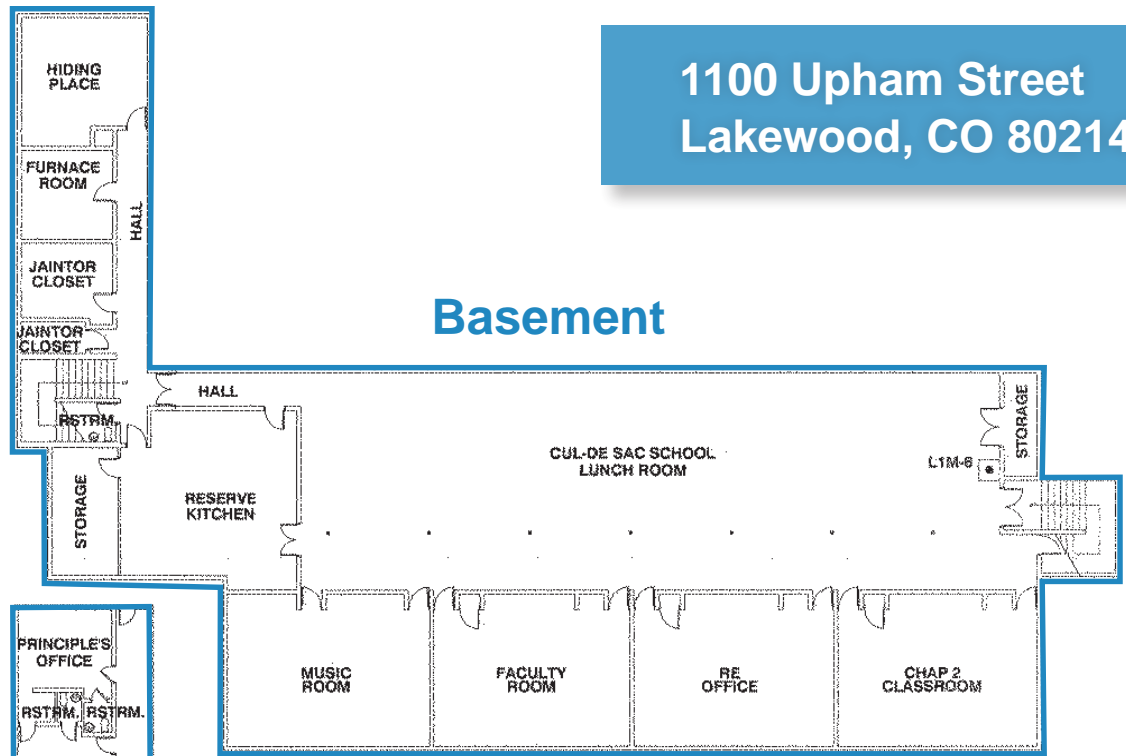 1100 Upham Street
Lakewood, CO 80214
Basement
HIDING
PLACE
FURNACE
ROOM
HALL
JAINTOR
CLOSET
JAINTOR
CLOSET
RSTRM.
HALL
STORAGE
RESERVE
KITCHEN
CUL-DE SAC SCHOOL
LUNCH ROOM
L1M-6
STORAGE
MUSIC
ROOM
FACULTY
ROOM
RE
OFFICE
CHAP 2
CLASSROOM
PRINCIPLE'S
OFFICE
RSTRM. RSTRM.